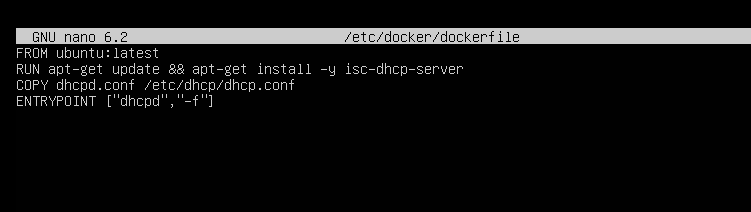 GNU nano 6.2 /etc/docker/dockerfile
FROM ubuntu:latest
RUN apt-get update && apt-get install -y isc-dhcp-server
COPY dhcpd.conf /etc/dhcp/dhcp.conf
ENTRYPOINT ["dhcpd","-f"]